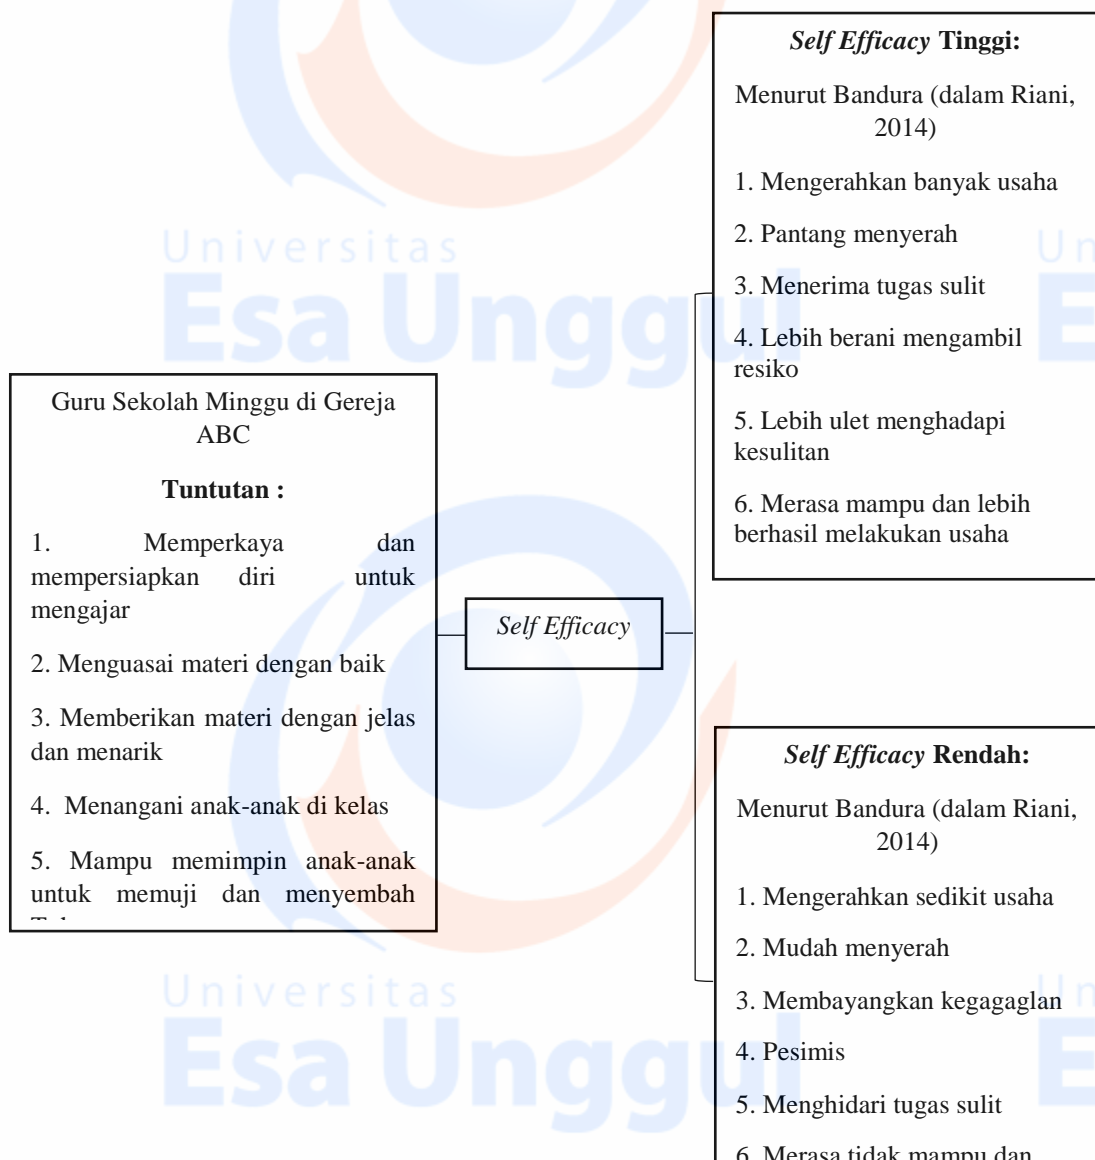 Guru Sekolah Minggu di Gereja
ABC
Tuntutan :
1. Memperkaya dan
mempersiapkan diri untuk
mengajar
2. Menguasai materi dengan baik
3. Memberikan materi dengan jelas
dan menarik
4. Menangani anak-anak di kelas
5. Mampu memimpin anak-anak
untuk memuji dan menyembah
Self Efficacy
Self Efficacy Tinggi:
Menurut Bandura (dalam Riani,
2014)
1. Mengerahkan banyak usaha
2. Pantang menyerah
3. Menerima tugas sulit
4. Lebih berani mengambil
resiko
5. Lebih ulet menghadapi
kesulitan
6. Merasa mampu dan lebih
berhasil melakukan usaha
Self Efficacy Rendah:
Menurut Bandura (dalam Riani,
2014)
1. Mengerahkan sedikit usaha
2. Mudah menyerah
3. Membayangkan kegagaglan
4. Pesimis
5. Menghidari tugas sulit
6. Merasa tidak mampu dan
Universitas
Esa Unggul
Universitas
Esa Unggul